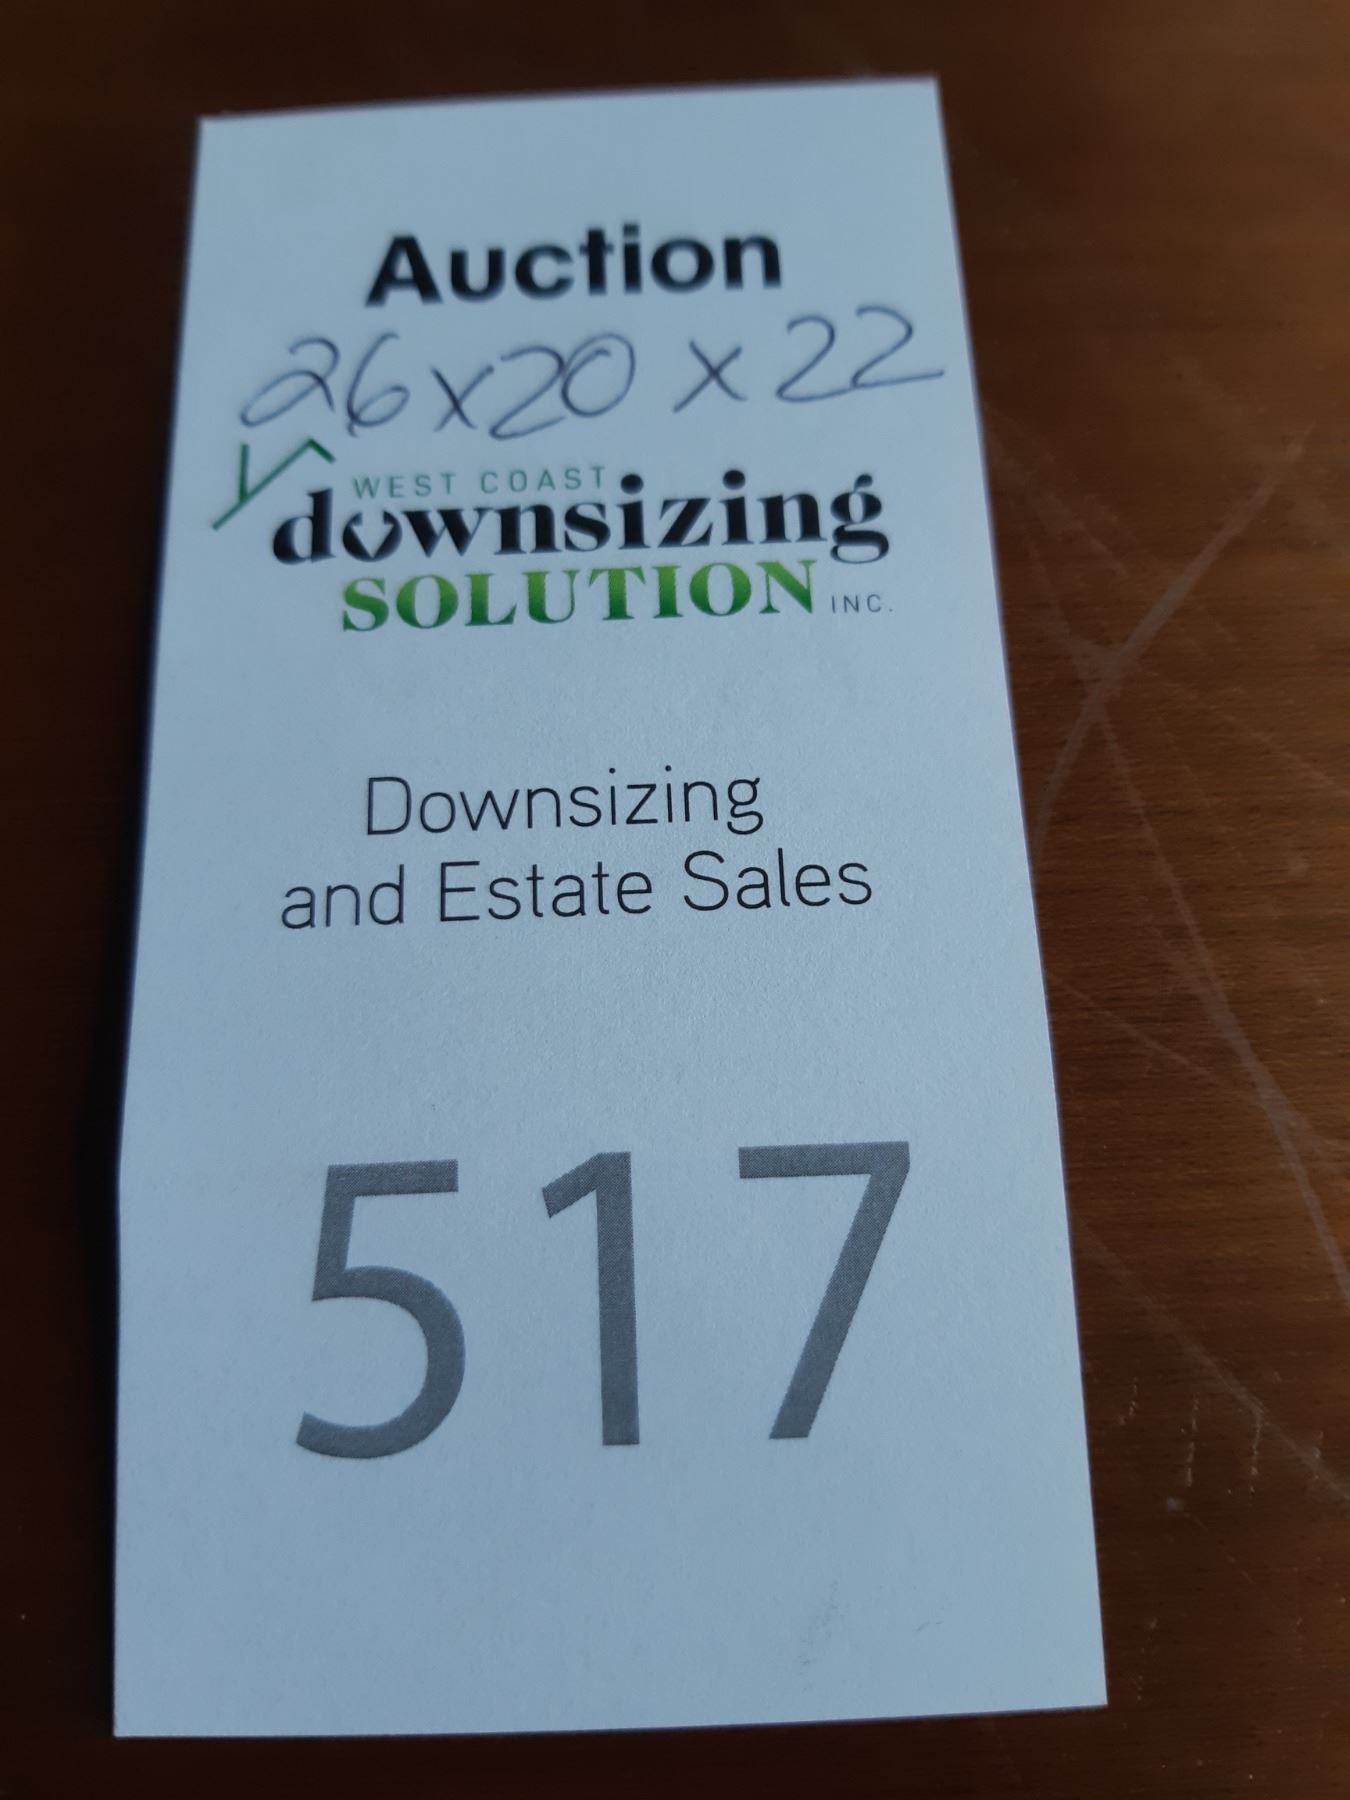 Auction
26x20 x 22
WEST COAST
downsizing
SOLUTION INC.
Downsizing
and Estate Sales
517